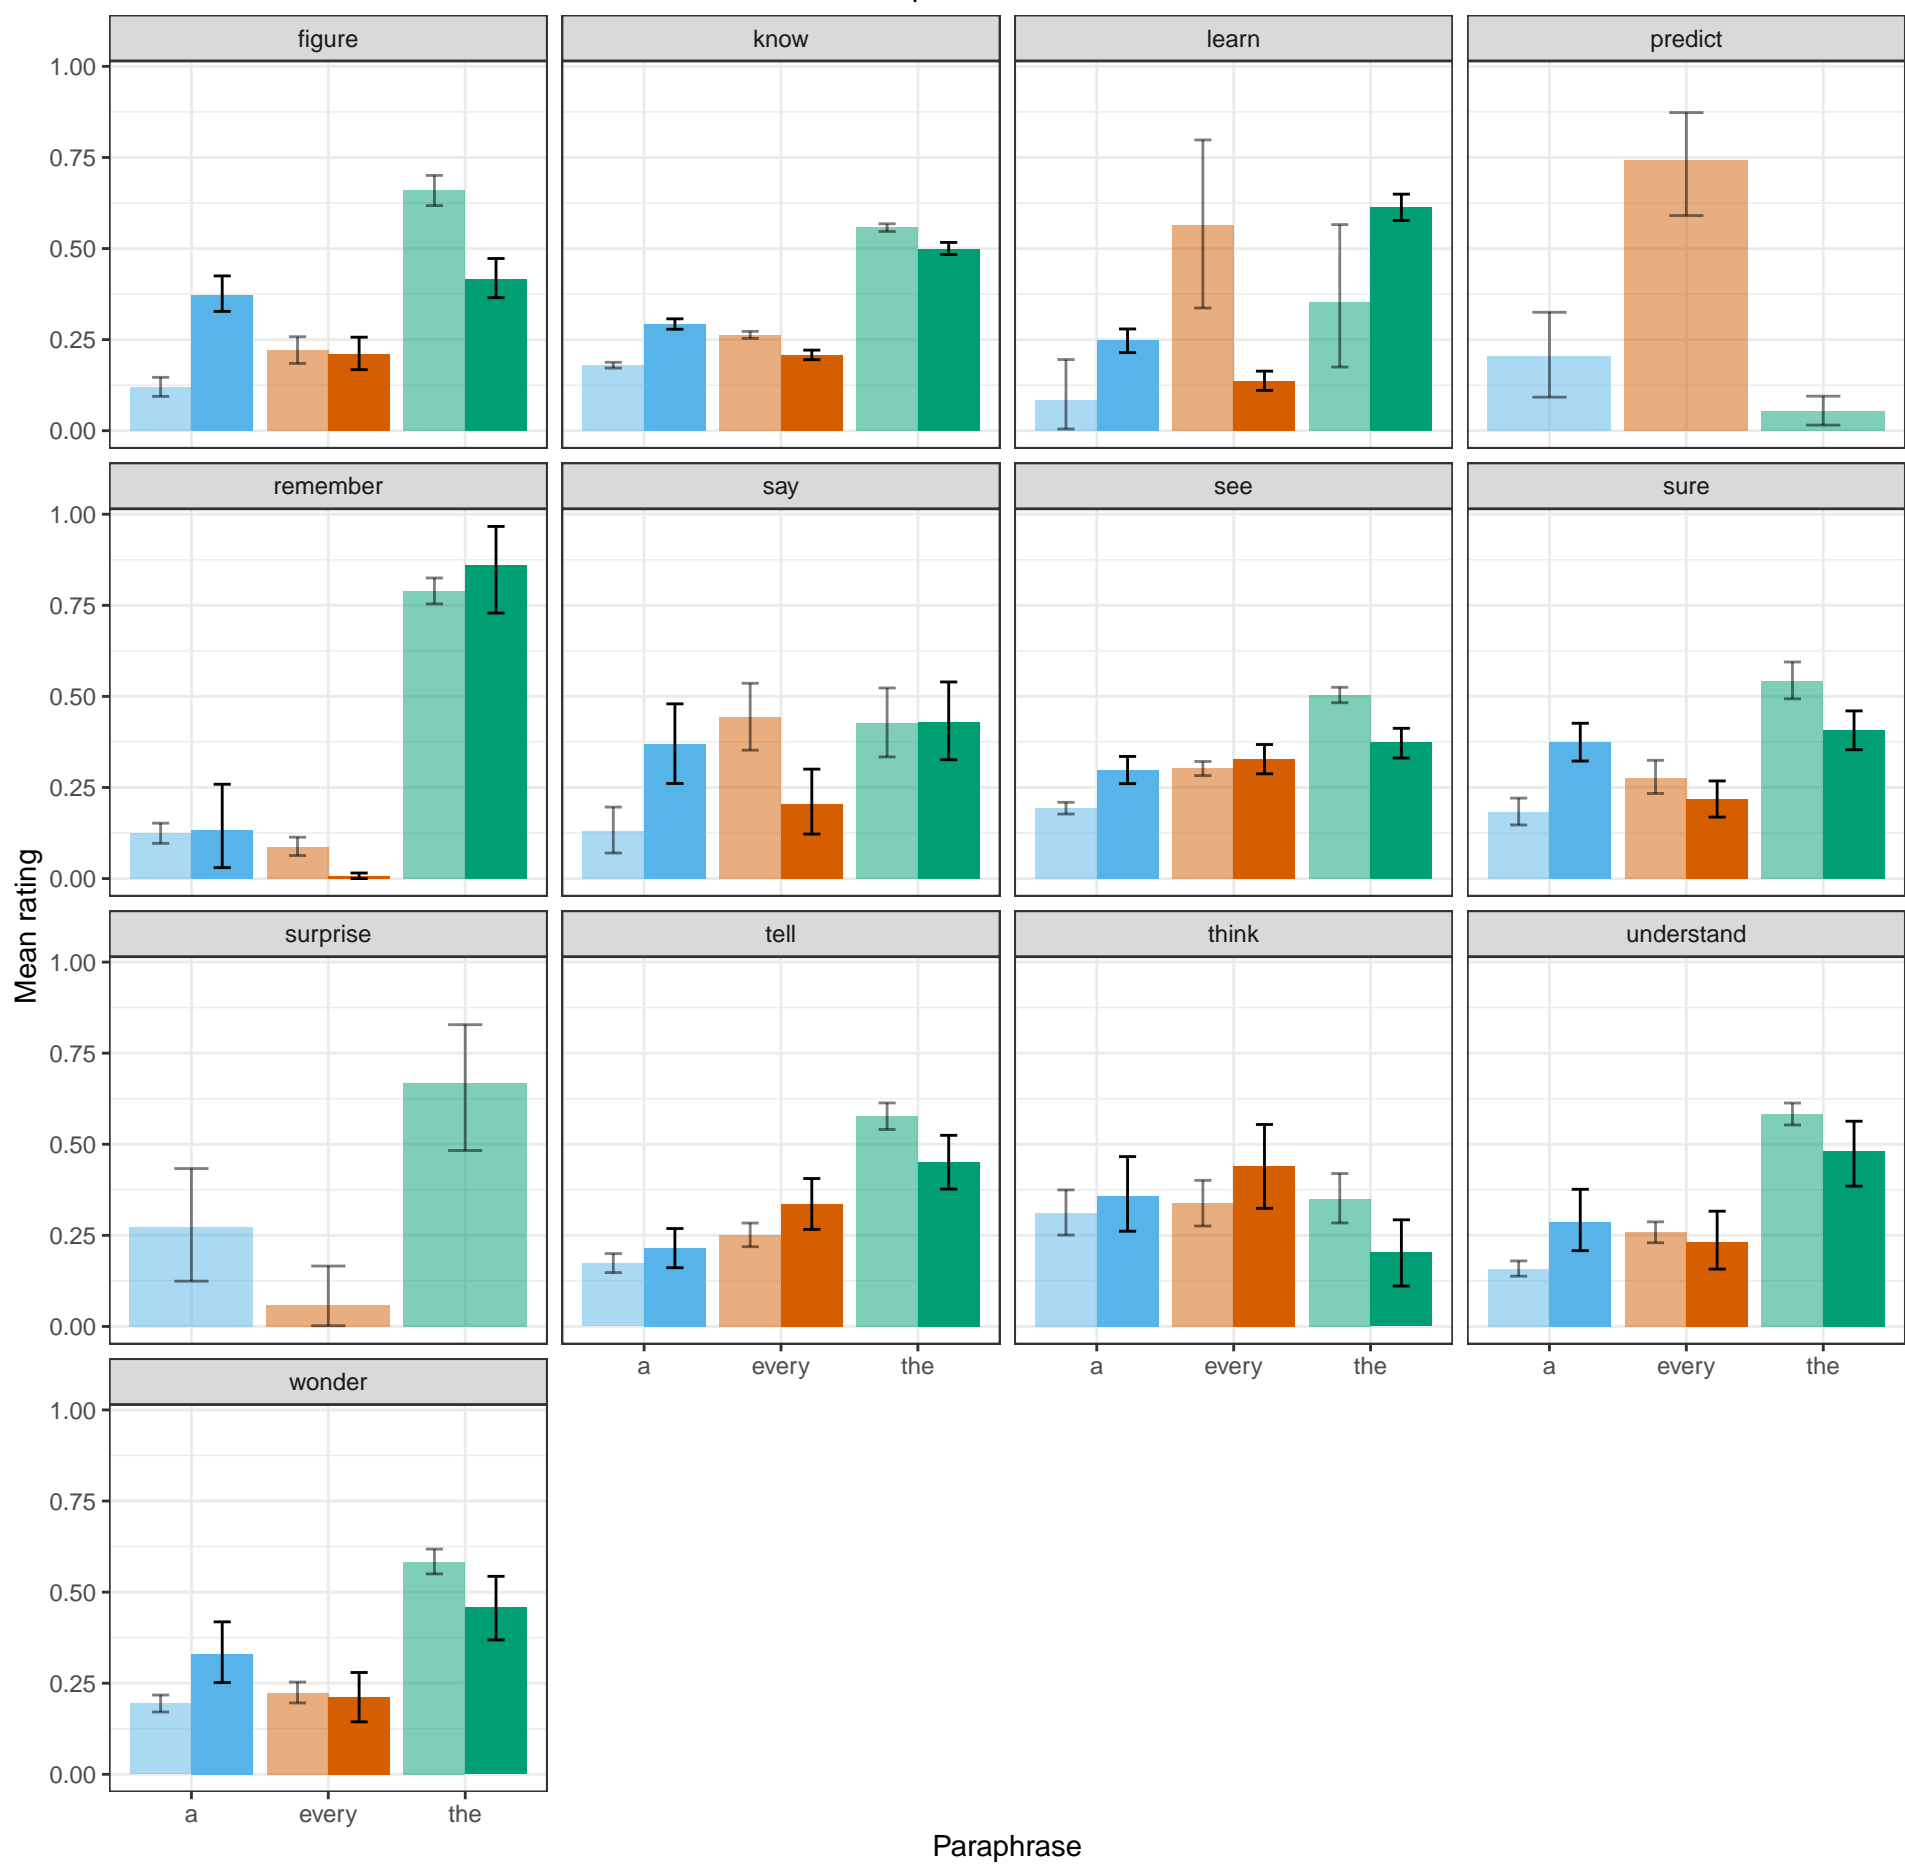 figure know learn predict
1.00
0.75
0.50
0.25
0.00
remember say see sure
1.00
0.75
0.50
0.25
0.00
surprise tell think understand
1.00
0.75
0.50
0.25
0.00
a every the a every the a every the
wonder
1.00
0.75
0.50
0.25
0.00
a every the
Mean rating
Paraphrase